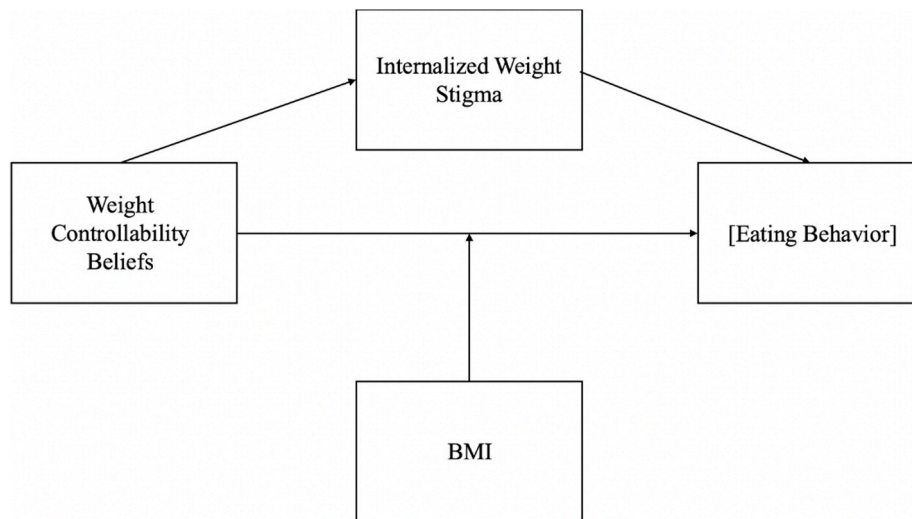 Internalized Weight
Stigma
Weight
Controllability
Beliefs
[Eating Behavior]
BMI